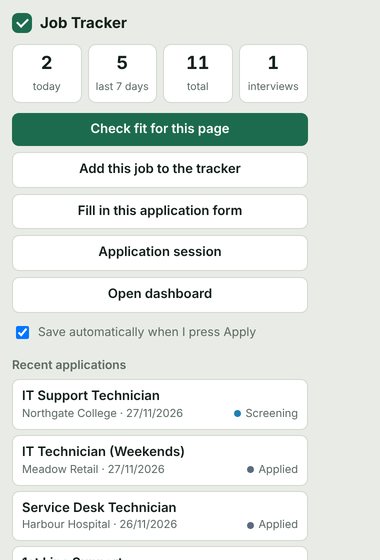 Job Tracker
2 5 11 1
today last 7 days total interviews
Check fit for this page
Add this job to the tracker
Fill in this application form
Application session
Open dashboard
Save automatically when I press Apply
Recent applications
IT Support Technician
Northgate College · 27/11/2026 Screening
IT Technician (Weekends)
Meadow Retail · 27/11/2026 Applied
Service Desk Technician
Harbour Hospital · 26/11/2026 Applied